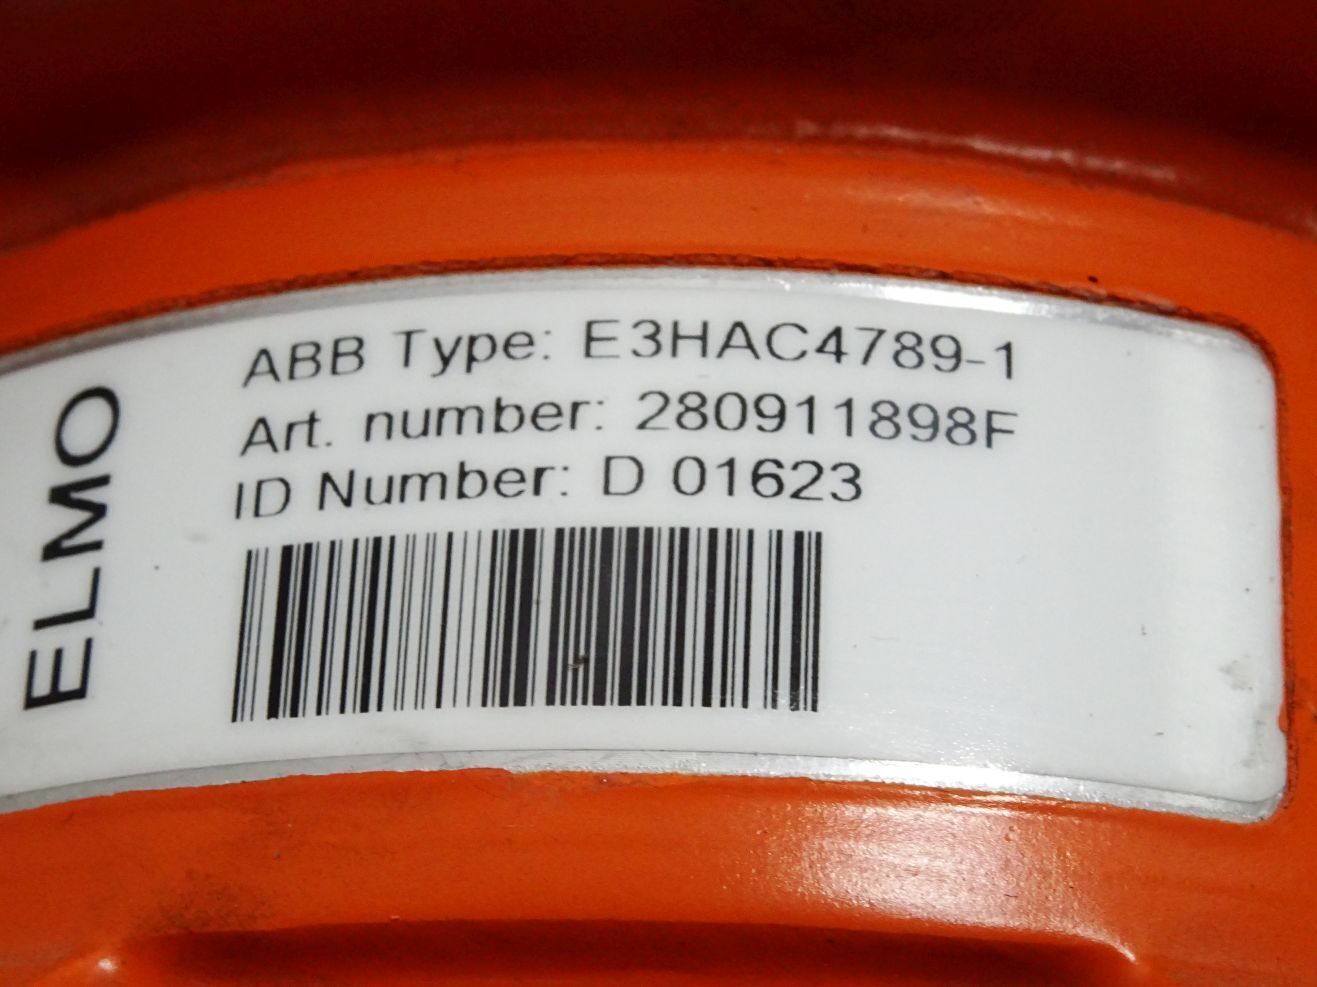 ELMO
ABB Type: E3HAC4789-1
Art. number: 280911898F
ID Number: D 01623